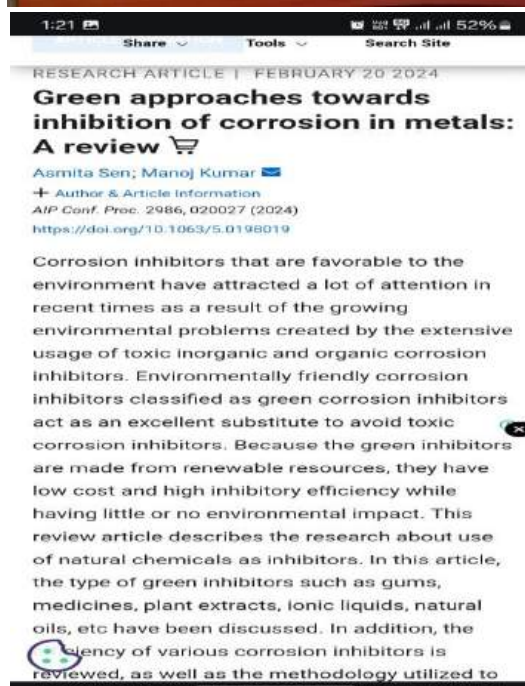 1:21 52%
Share Tools Search Site
RESEARCH ARTICLE | FEBRUARY 20 2024
Green approaches towards
inhibition of corrosion in metals:
A review
Asmita Sen; Manoj Kumar
+ Author & Article Information
AIP Conf. Proc. 2986, 020027 (2024)
https://doi.org/10.1063/5.0198019
Corrosion inhibitors that are favorable to the
environment have attracted a lot of attention in
recent times as a result of the growing
environmental problems created by the extensive
usage of toxic inorganic and organic corrosion
inhibitors. Environmentally friendly corrosion
inhibitors classified as green corrosion inhibitors
act as an excellent substitute to avoid toxic
corrosion inhibitors. Because the green inhibitors
are made from renewable resources, they have
low cost and high inhibitory efficiency while
having little or no environmental impact. This
review article describes the research about use
of natural chemicals as inhibitors. In this article,
the type of green inhibitors such as gums,
medicines, plant extracts, ionic liquids, natural
oils, etc have been discussed. In addition, the
iency of various corrosion inhibitors is
reviewed, as well as the methodology utilized to